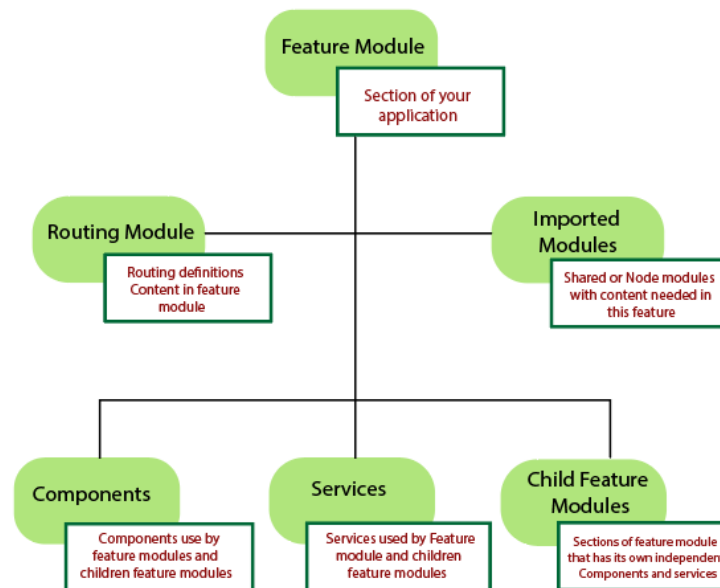 Feature Module
Section of your
application
Routing Module
Routing definitions
Content in feature
module
Imported
Modules
Shared or Node modules
with content needed in
this feature
Components
Components use by
feature modules and
children feature modules
Services
Services used by Feature
module and children
feature modules
Child Feature
Modules
Sections of feature module
that has its own independen
Components and services